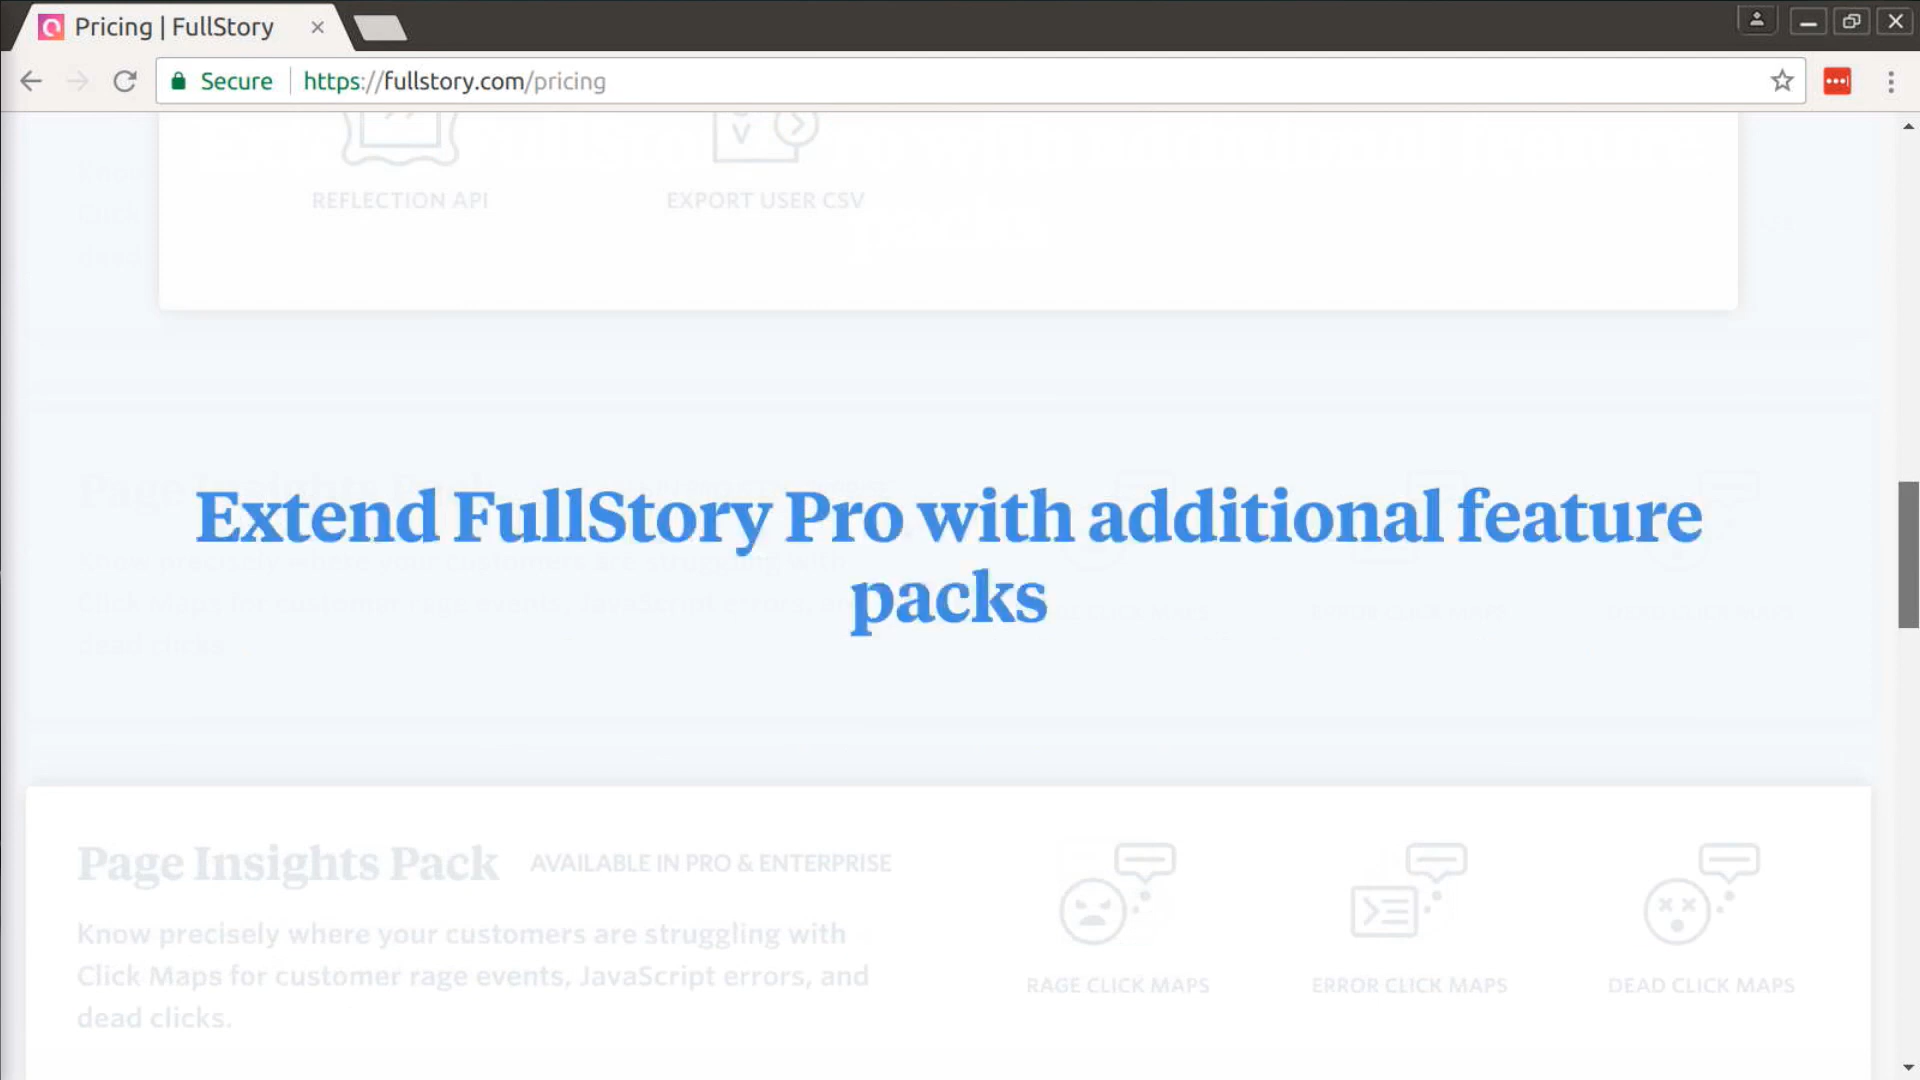 Pricing | FullStory
Secure
https://fullstory.com/pricing
REFLECTION API
EXPORT USER CSV
Extend FullStory Pro with additional feature
packs
Page Insights Pack
AVAILABLE IN PRO & ENTERPRISE
Know precisely where your customers are struggling with
Click Maps for customer rage events, JavaScript errors, and
dead clicks.
RAGE CLICK MAPS
ERROR CLICK MAPS
DEAD CLICK MAPS